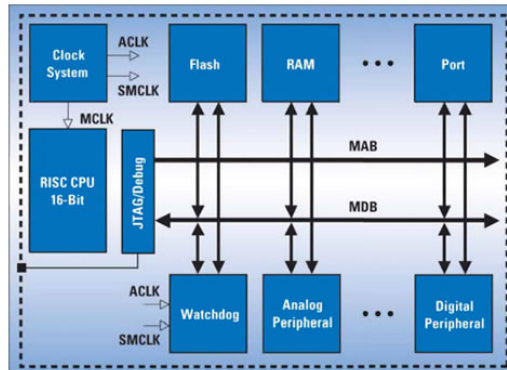 Clock
System
ACLK
SMCLK
MCLK
Flash
RAM
• • •
Port
RISC CPU
16-Bit
JTAG/Debug
MAB
MDB
ACLK
SMCLK
Watchdog
Analog
Peripheral
• • •
Digital
Peripheral